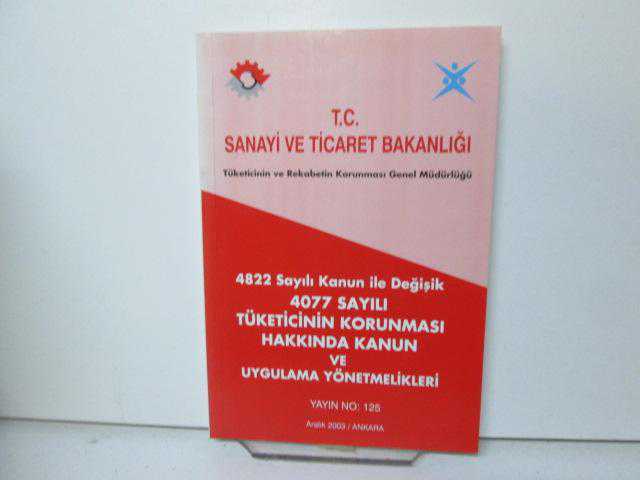 T.C.
SANAYİ VE TİCARET BAKANLIĞI
Tüketicinin ve Rekabetin Korunması Genel Müdürlüğü
4822 Sayılı Kanun ile Değişik
4077 SAYILI
TÜKETİCİNİN KORUNMASI
HAKKINDA KANUN
VE
UYGULAMA YÖNETMELİKLERİ
YAYIN NO: 125
Aralık 2003 / ANKARA